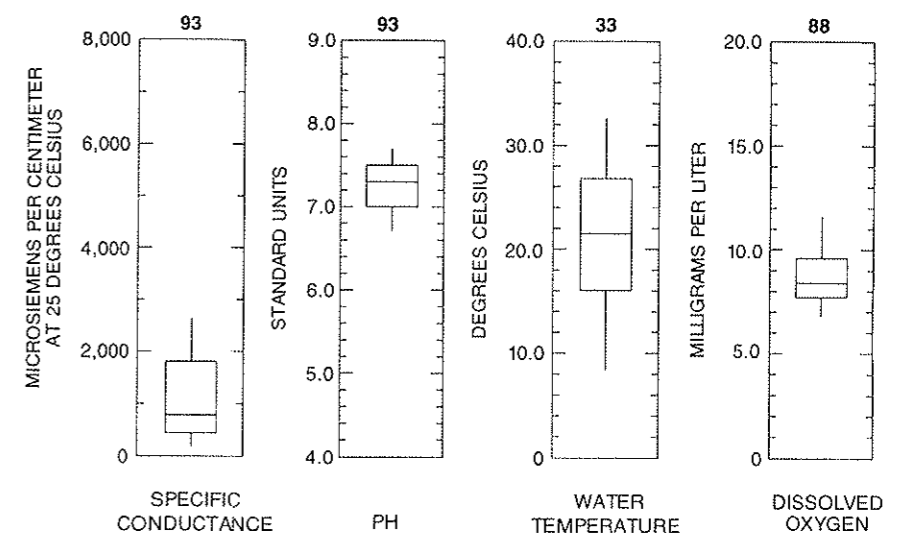 93
93
33
88
MICROSIEMENS PER CENTIMETER
AT 25 DEGREES CELSIUS
8,000
6,000
4,000
2,000
0
STANDARD UNITS
9.0
8.0
7.0
6.0
5.0
4.0
DEGREES CELSIUS
40.0
30.0
20.0
10.0
0
MILLIGRAMS PER LITER
20.0
15.0
10.0
5.0
0
SPECIFIC
CONDUCTANCE
PH
WATER
TEMPERATURE
DISSOLVED
OXYGEN